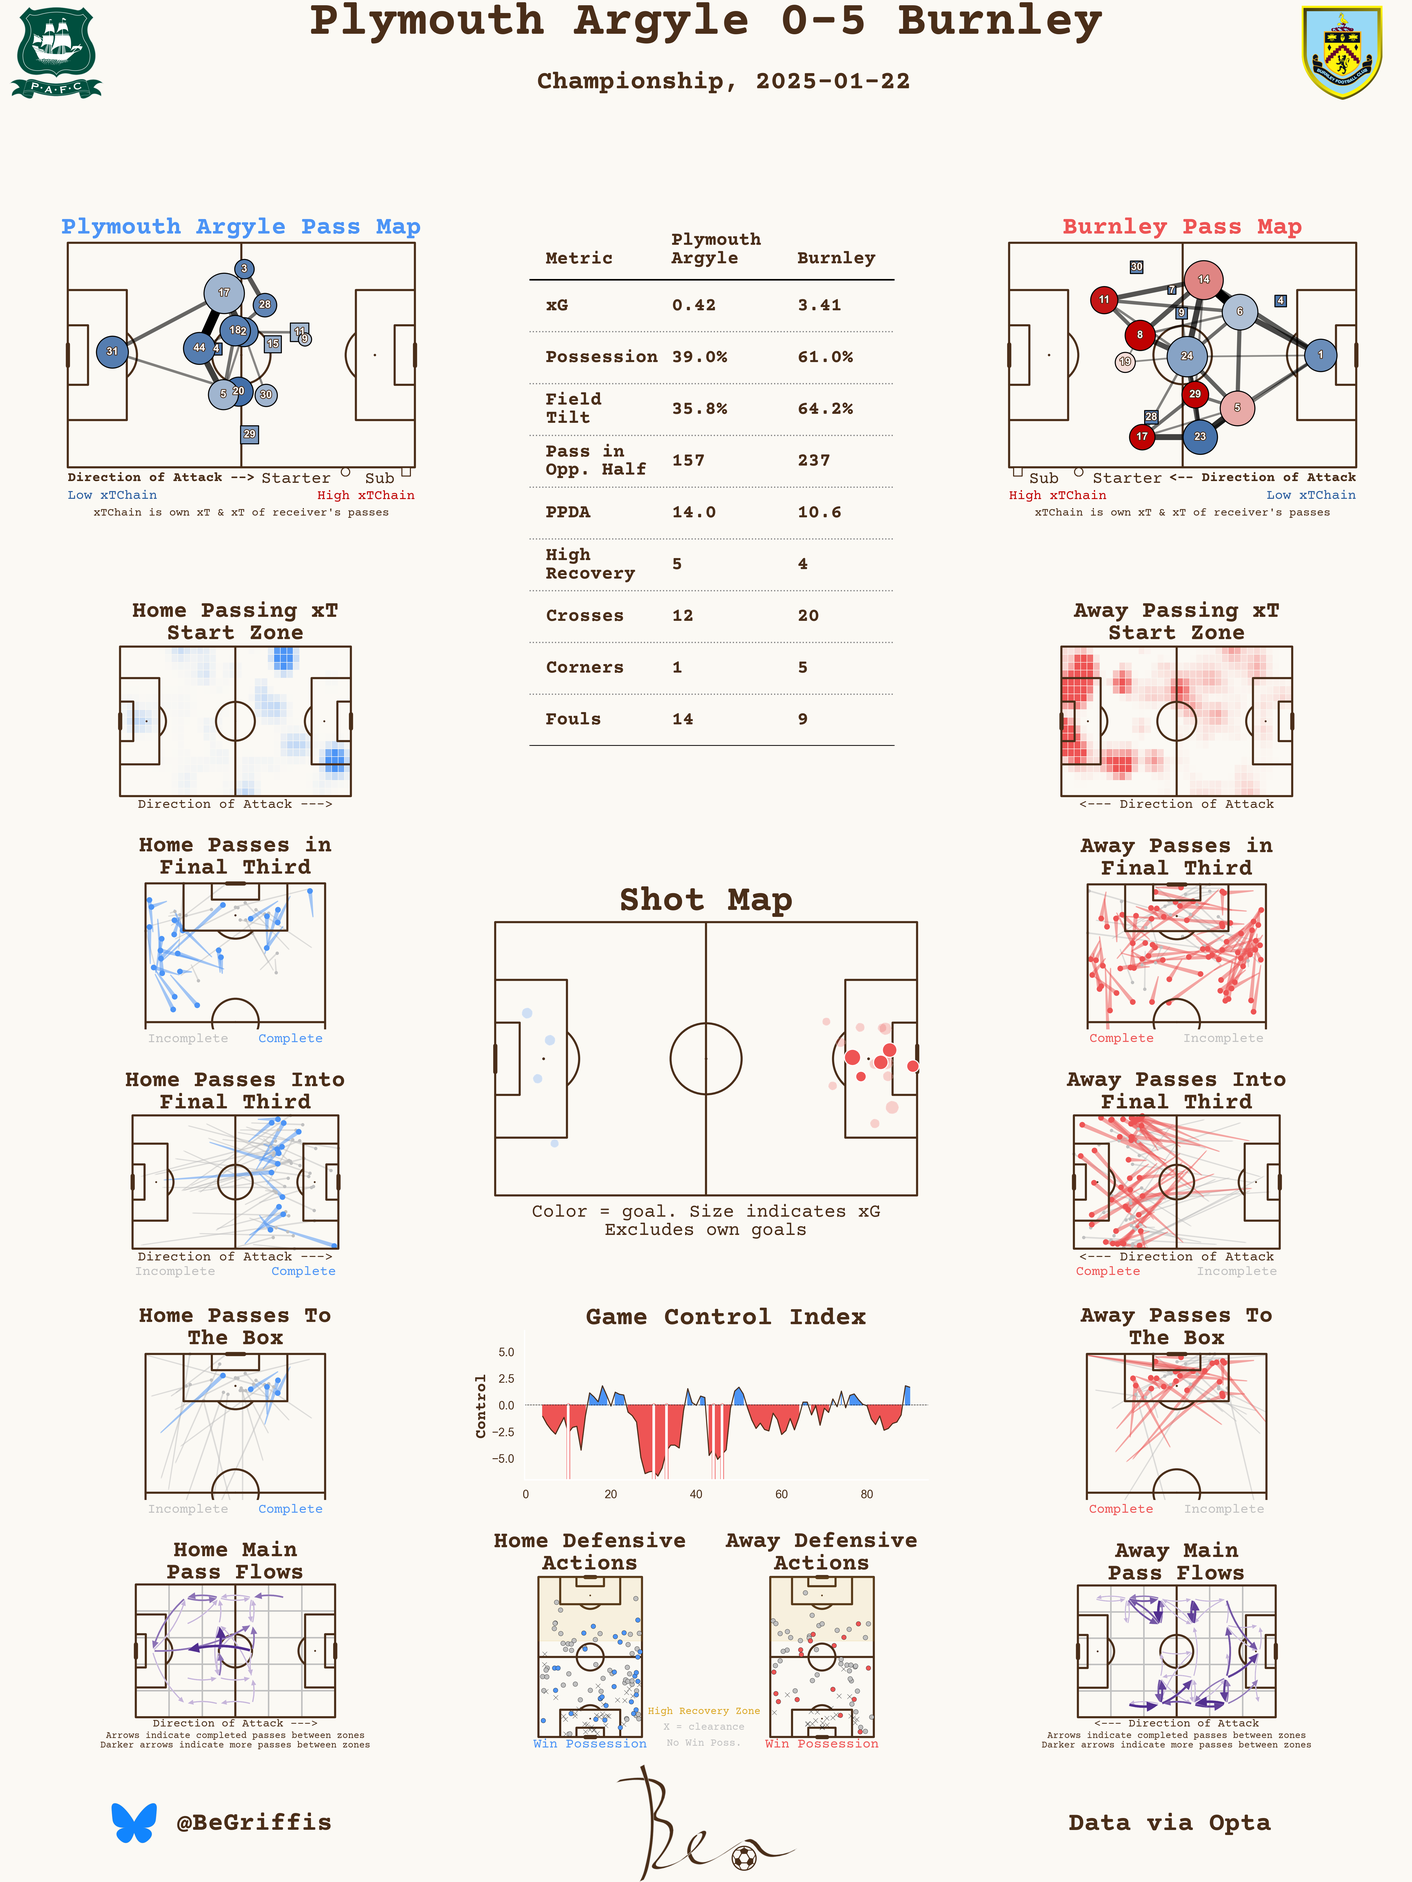 Plymouth Argyle 0-5 Burnley
Championship, 2025-01-22
P·A·F·C
BURNLEY FOOTBALL CLUB
Plymouth Argyle Pass Map
3
17
28
18
2
11
9
44
4
15
31
5
20
30
29
Direction of Attack --> Starter Sub
Low xTChain High xTChain
xTChain is own xT & xT of receiver's passes
Metric Plymouth Argyle Burnley
xG 0.42 3.41
Possession 39.0% 61.0%
Field Tilt 35.8% 64.2%
Pass in Opp. Half 157 237
PPDA 14.0 10.6
High Recovery 5 4
Crosses 12 20
Corners 1 5
Fouls 14 9
Burnley Pass Map
30
14
7
11
4
9
6
8
24
1
19
29
5
28
17
23
Sub Starter <-- Direction of Attack
High xTChain Low xTChain
xTChain is own xT & xT of receiver's passes
Home Passing xT
Start Zone
Direction of Attack --->
Away Passing xT
Start Zone
<--- Direction of Attack
Home Passes in
Final Third
Incomplete Complete
Away Passes in
Final Third
Complete Incomplete
Shot Map
Color = goal. Size indicates xG
Excludes own goals
Home Passes Into
Final Third
Direction of Attack --->
Incomplete Complete
Away Passes Into
Final Third
<--- Direction of Attack
Complete Incomplete
Home Passes To
The Box
Incomplete Complete
Game Control Index
Control
5.0
2.5
0.0
−2.5
−5.0
0 20 40 60 80
Away Passes To
The Box
Complete Incomplete
Home Main
Pass Flows
Direction of Attack --->
Arrows indicate completed passes between zones
Darker arrows indicate more passes between zones
Home Defensive
Actions
Win Possession
Away Defensive
Actions
Win Possession
High Recovery Zone
X = clearance
No Win Poss.
Away Main
Pass Flows
<--- Direction of Attack
Arrows indicate completed passes between zones
Darker arrows indicate more passes between zones
@BeGriffis
Ben
Data via Opta